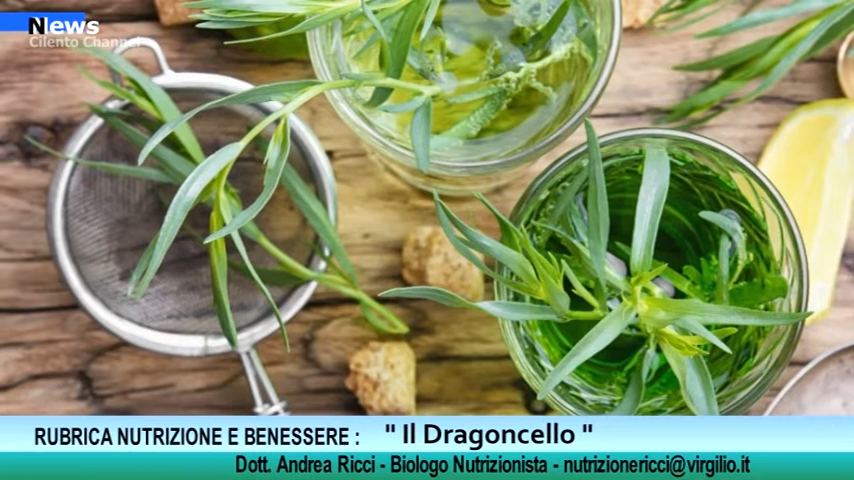 News
Cilento Channel
RUBRICA NUTRIZIONE E BENESSERE : " Il Dragoncello "
Dott. Andrea Ricci - Biologo Nutrizionista - nutrizionericci@virgilio.it